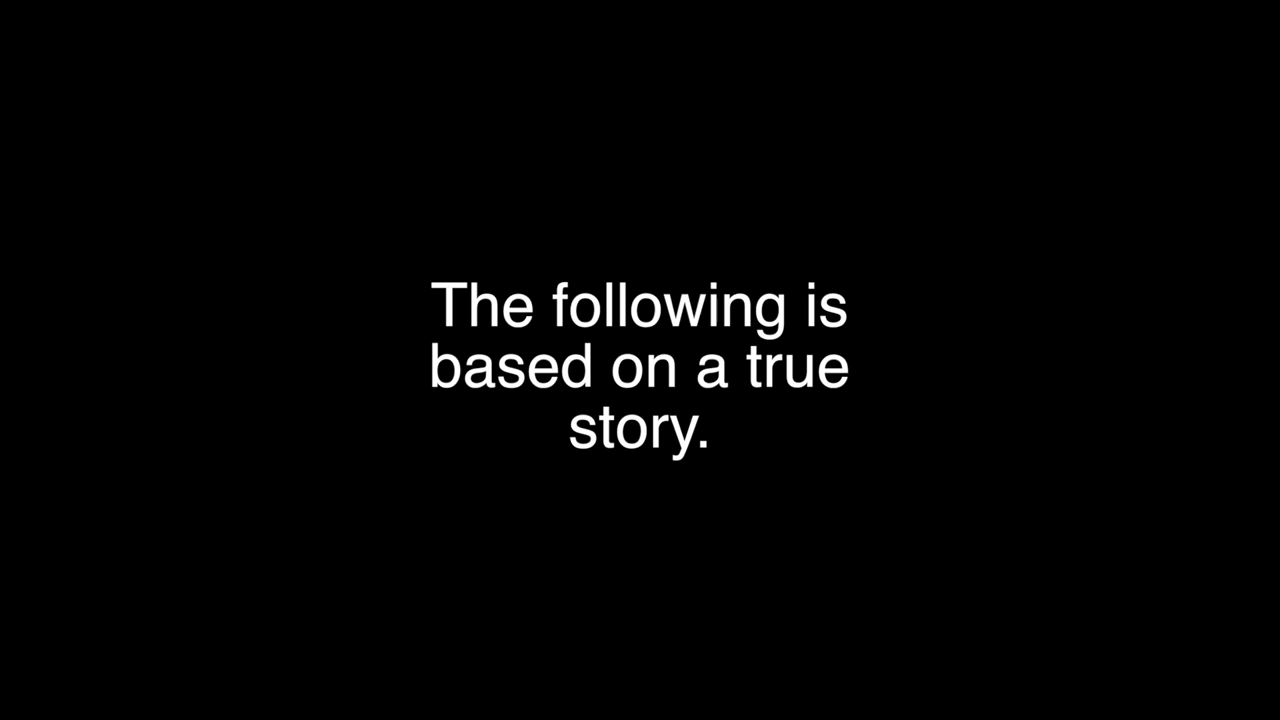 The following is
based on a true
story.